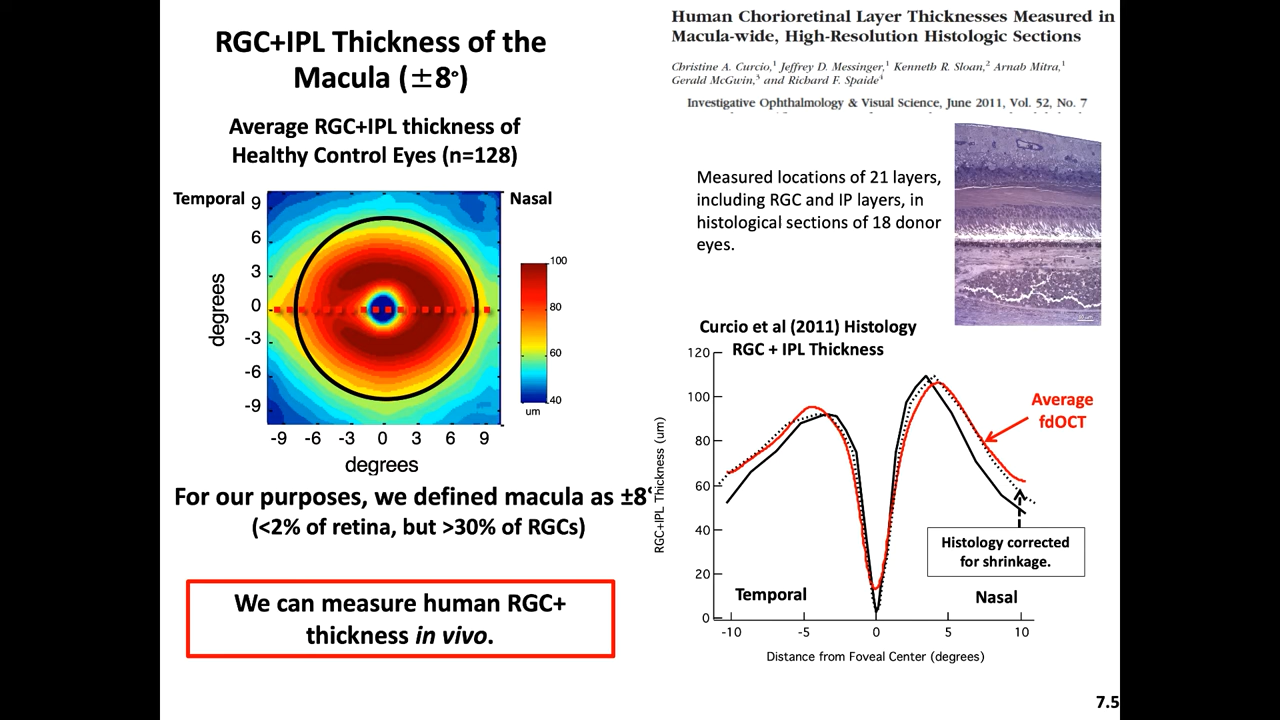 RGC+IPL Thickness of the
Macula (±8°)
Average RGC+IPL thickness of
Healthy Control Eyes (n=128)
Temporal
Nasal
9
6
3
0
-3
-6
-9
degrees
-9 -6 -3 0 3 6 9
degrees
100
80
60
40
um
For our purposes, we defined macula as ±8°
(<2% of retina, but >30% of RGCs)
We can measure human RGC+
thickness in vivo.
Human Chorioretinal Layer Thicknesses Measured in
Macula-wide, High-Resolution Histologic Sections
Christine A. Curcio,1 Jeffrey D. Messinger,1 Kenneth R. Sloan,2 Arnab Mitra,1
Gerald McGwin,3 and Richard F. Spaide4
Investigative Ophthalmology & Visual Science, June 2011, Vol. 52, No. 7
Measured locations of 21 layers,
including RGC and IP layers, in
histological sections of 18 donor
eyes.
Curcio et al (2011) Histology
RGC + IPL Thickness
120
100
80
60
40
20
0
RGC+IPL Thickness (um)
Average
fdOCT
Histology corrected
for shrinkage.
Temporal
Nasal
-10 -5 0 5 10
Distance from Foveal Center (degrees)
7.5